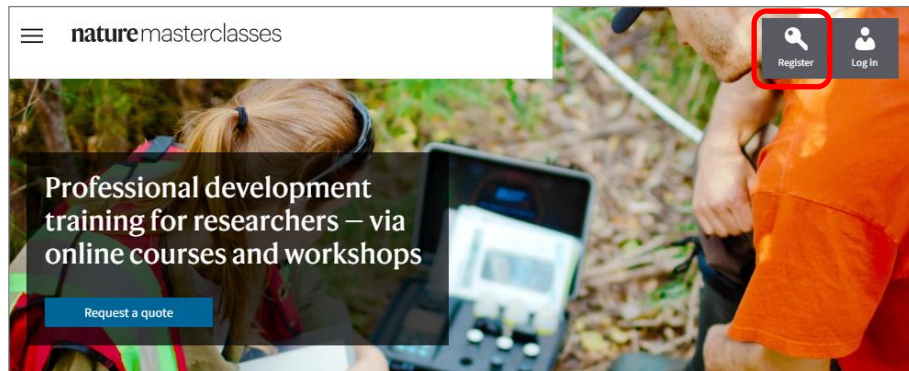 nature masterclasses
Register
Log in
Professional development
training for researchers – via
online courses and workshops
Request a quote